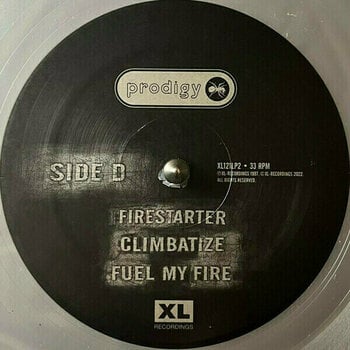 prodigy
SIDE D
XL121LP2 • 33 RPM
℗ XL-RECORDINGS 1997. © XL-RECORDINGS 2022.
ALL RIGHTS RESERVED.
FIRESTARTER
CLIMBATIZE
FUEL MY FIRE
XL
RECORDINGS